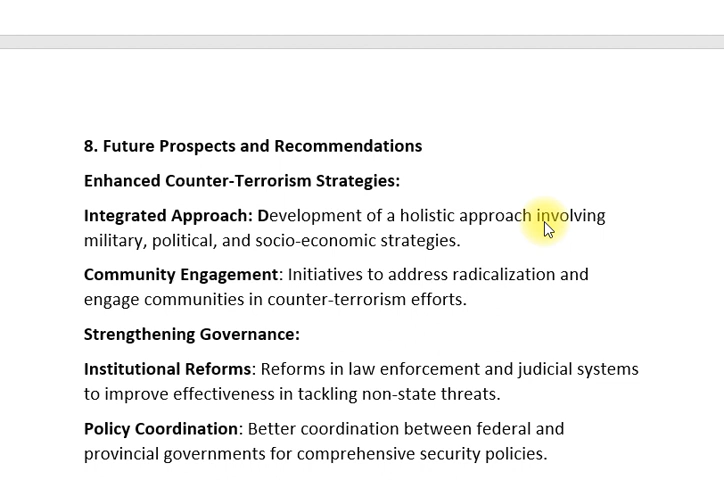 8. Future Prospects and Recommendations
Enhanced Counter-Terrorism Strategies:
Integrated Approach: Development of a holistic approach involving
military, political, and socio-economic strategies.
Community Engagement: Initiatives to address radicalization and
engage communities in counter-terrorism efforts.
Strengthening Governance:
Institutional Reforms: Reforms in law enforcement and judicial systems
to improve effectiveness in tackling non-state threats.
Policy Coordination: Better coordination between federal and
provincial governments for comprehensive security policies.